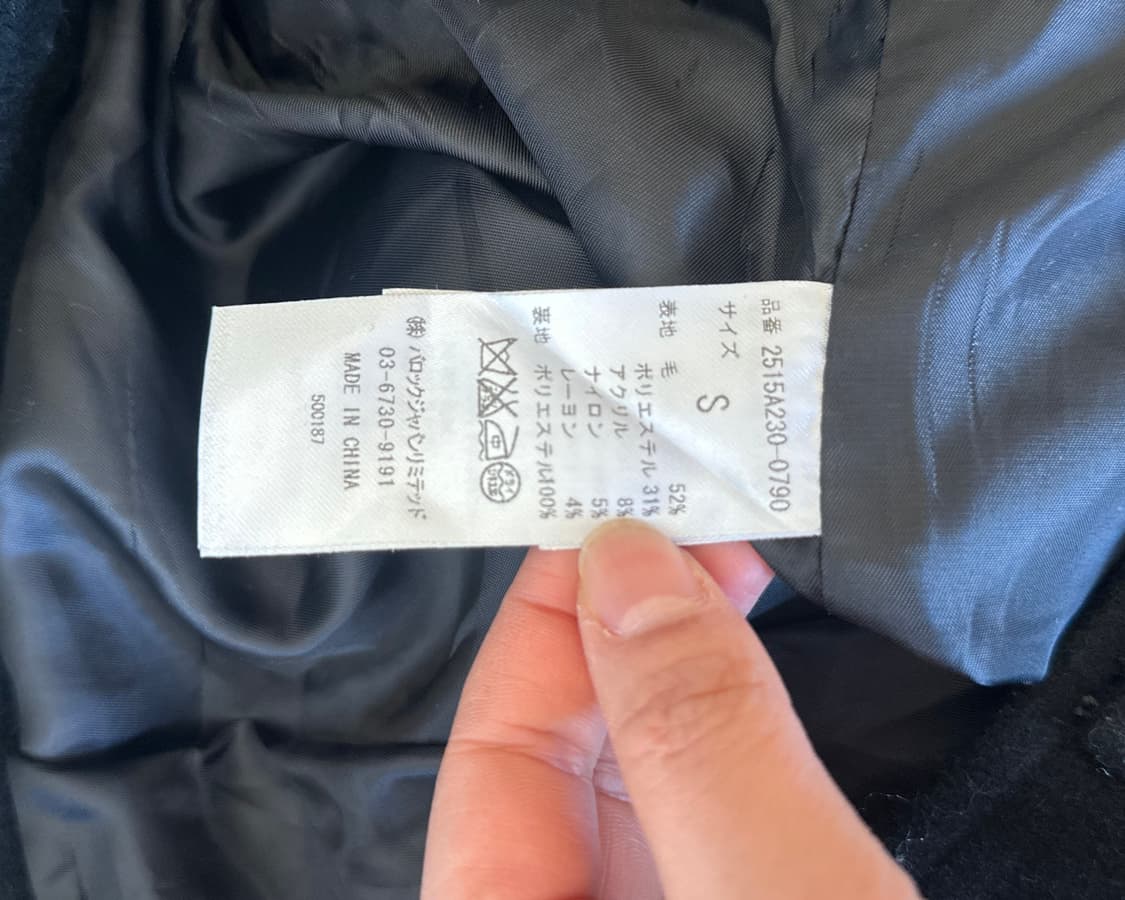 品番 2515A230-0790
サイズ
S
表地 毛 52%
ポリエステル 31%
アクリル 8%
ナイロン 5%
レーヨン 4%
裏地 ポリエステル100%
㈱バロックジャパンリミテッド
03-6730-9191
MADE IN CHINA
500187